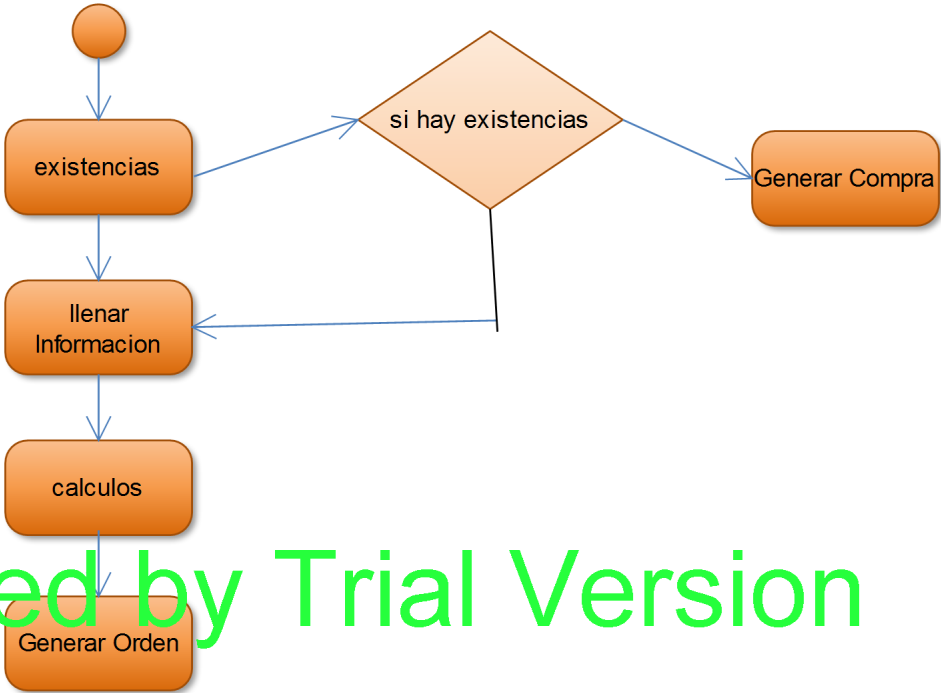 si hay existencias
existencias
Generar Compra
llenar
Informacion
calculos
ed by Trial Version
Generar Orden